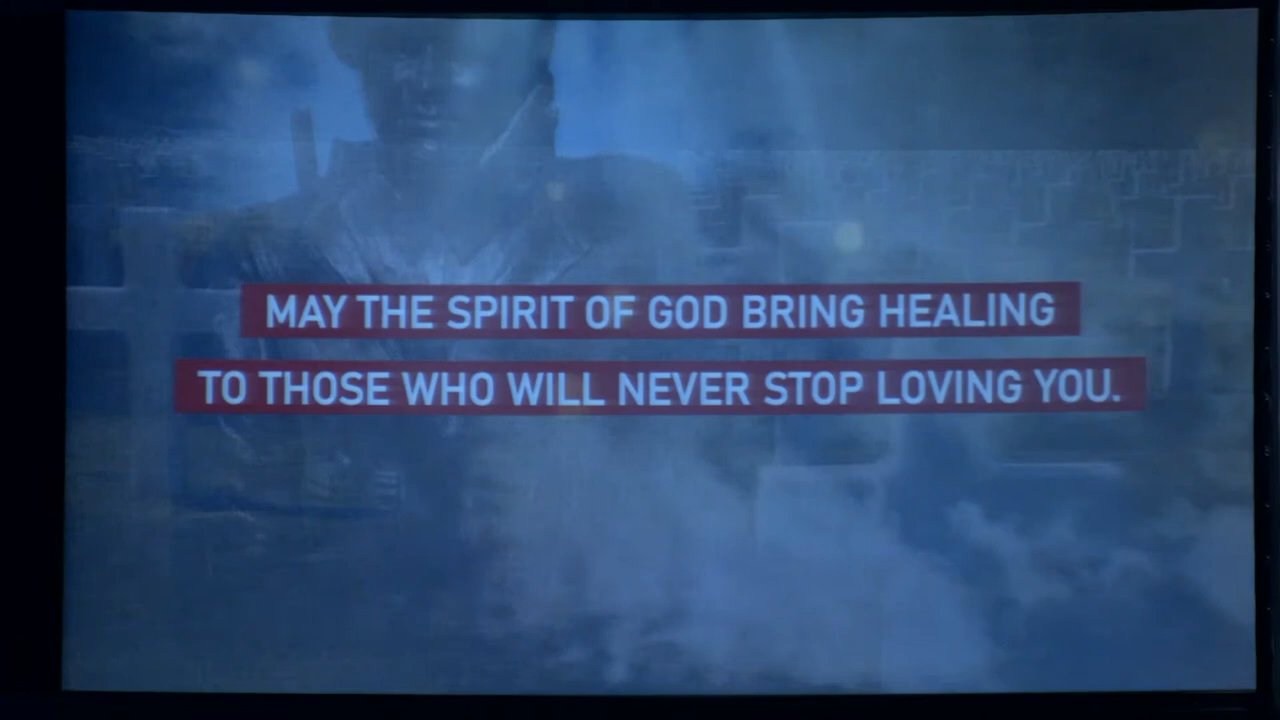 MAY THE SPIRIT OF GOD BRING HEALING
TO THOSE WHO WILL NEVER STOP LOVING YOU.